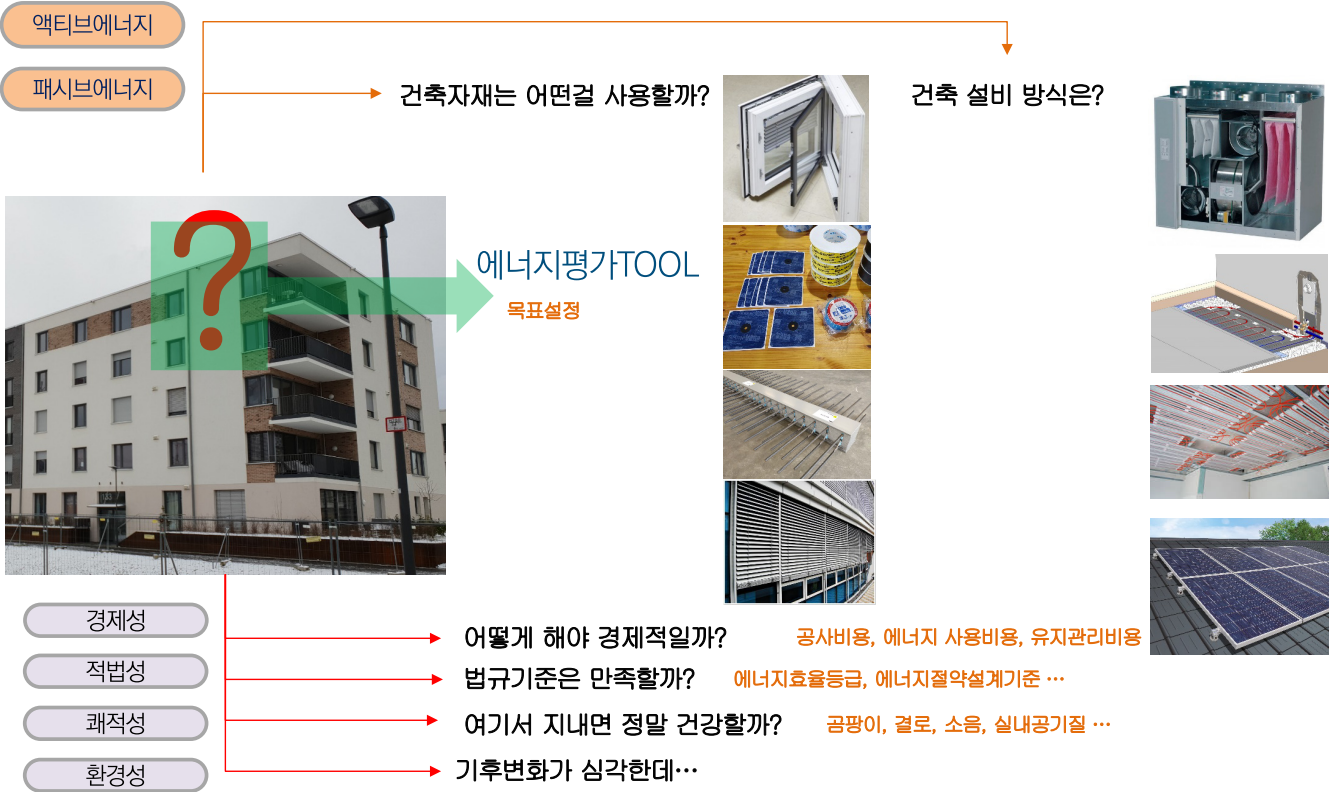 액티브에너지
패시브에너지
건축자재는 어떤걸 사용할까?
건축 설비 방식은?
?
에너지평가TOOL
목표설정
경제성
적법성
쾌적성
환경성
어떻게 해야 경제적일까? 공사비용, 에너지 사용비용, 유지관리비용
법규기준은 만족할까? 에너지효율등급, 에너지절약설계기준 …
여기서 지내면 정말 건강할까? 곰팡이, 결로, 소음, 실내공기질 …
기후변화가 심각한데…